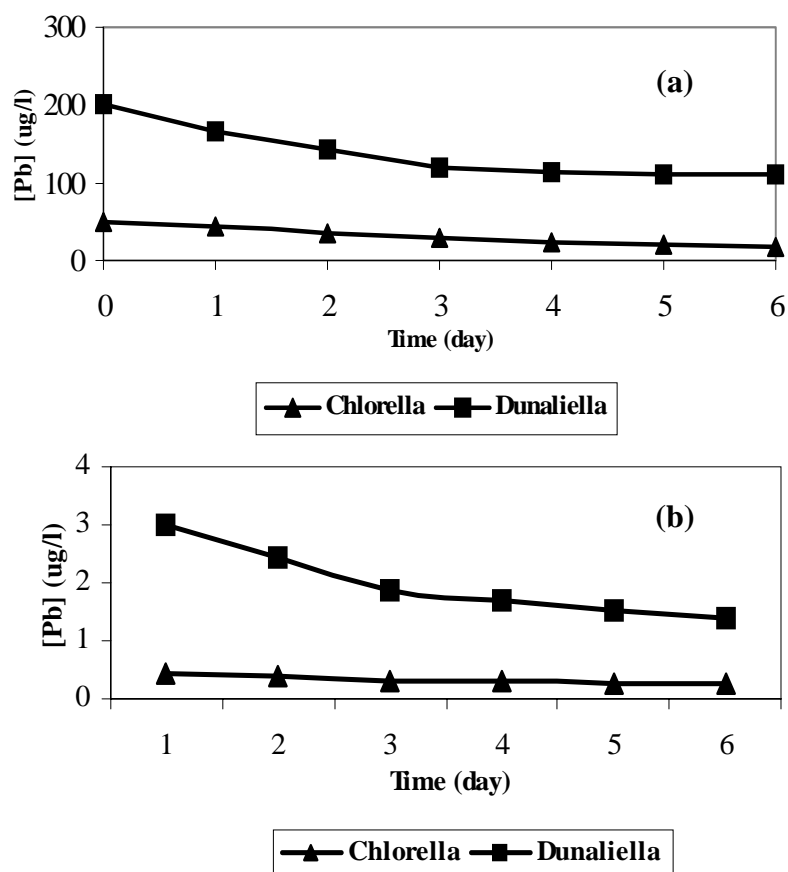 300
(a)
[Pb] (ug/l)
200
100
0
0 1 2 3 4 5 6
Time (day)
Chlorella Dunaliella
4
(b)
3
[Pb] (ug/l)
2
1
0
1 2 3 4 5 6
Time (day)
Chlorella Dunaliella